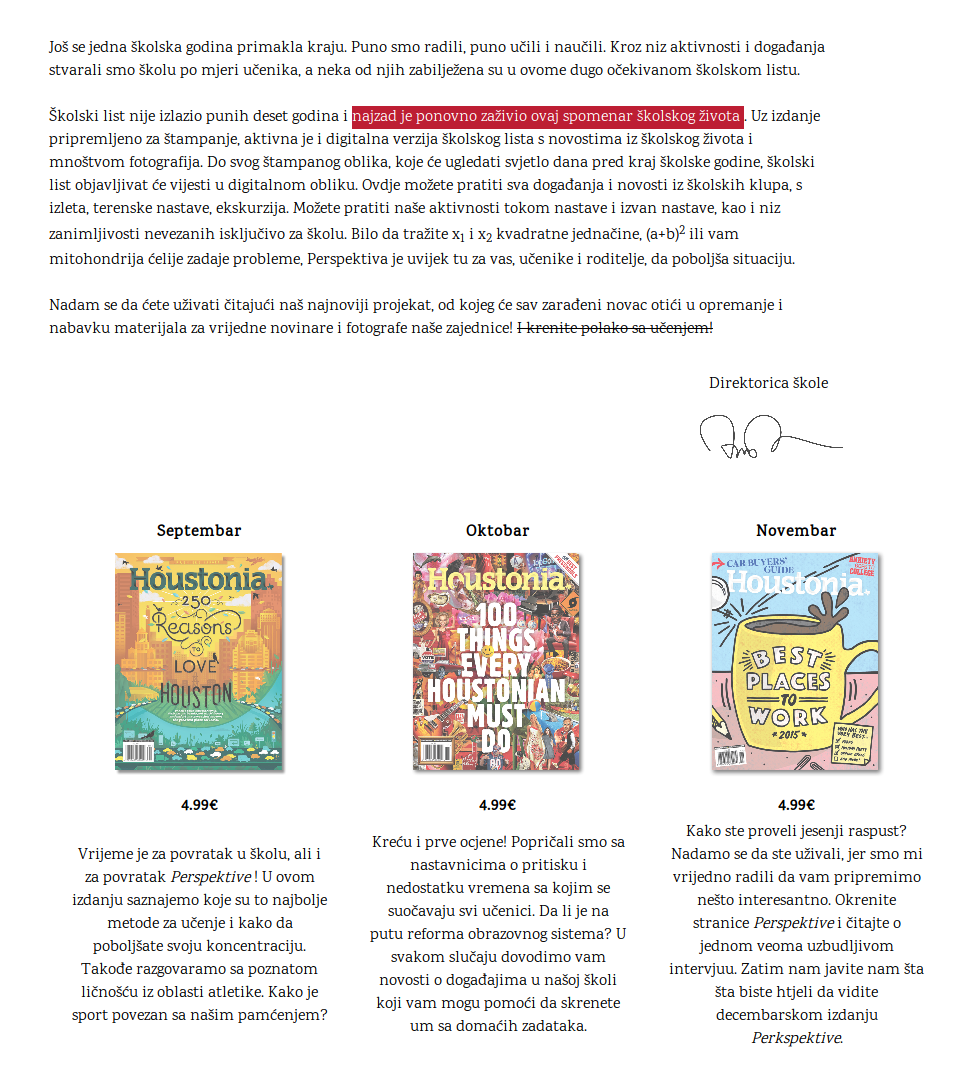 Još se jedna školska godina primakla kraju. Puno smo radili, puno učili i naučili. Kroz niz aktivnosti i događanja
stvarali smo školu po mjeri učenika, a neka od njih zabilježena su u ovome dugo očekivanom školskom listu.
Školski list nije izlazio punih deset godina i najzad je ponovno zaživio ovaj spomenar školskog života . Uz izdanje
pripremljeno za štampanje, aktivna je i digitalna verzija školskog lista s novostima iz školskog života i
mnoštvom fotografija. Do svog štampanog oblika, koje će ugledati svjetlo dana pred kraj školske godine, školski
list objavljivat će vijesti u digitalnom obliku. Ovdje možete pratiti sva događanja i novosti iz školskih klupa, s
izleta, terenske nastave, ekskurzija. Možete pratiti naše aktivnosti tokom nastave i izvan nastave, kao i niz
zanimljivosti nevezanih isključivo za školu. Bilo da tražite x₁ i x₂ kvadratne jednačine, (a+b)² ili vam
mitohondrija ćelije zadaje probleme, Perspektiva je uvijek tu za vas, učenike i roditelje, da poboljša situaciju.
Nadam se da ćete uživati čitajući naš najnoviji projekat, od kojeg će sav zarađeni novac otići u opremanje i
nabavku materijala za vrijedne novinare i fotografe naše zajednice! I krenite polako sa učenjem!
Direktorica škole
Septembar
Houstonia
250
Reasons
TO
LOVE
HOUSTON
4.99€
Vrijeme je za povratak u školu, ali i
za povratak Perspektive ! U ovom
izdanju saznajemo koje su to najbolje
metode za učenje i kako da
poboljšate svoju koncentraciju.
Takođe razgovaramo sa poznatom
ličnošću iz oblasti atletike. Kako je
sport povezan sa našim pamćenjem?
Oktobar
Houstonia
100
THINGS
EVERY
HOUSTONIAN
MUST
DO
4.99€
Kreću i prve ocjene! Popričali smo sa
nastavnicima o pritisku i
nedostatku vremena sa kojim se
suočavaju svi učenici. Da li je na
putu reforma obrazovnog sistema? U
svakom slučaju dovodimo vam
novosti o događajima u našoj školi
koji vam mogu pomoći da skrenete
um sa domaćih zadataka.
Novembar
CAR BUYERS'
GUIDE
Houstonia
BEST
PLACES
TO
WORK
2015
4.99€
Kako ste proveli jesenji raspust?
Nadamo se da ste uživali, jer smo mi
vrijedno radili da vam pripremimo
nešto interesantno. Okrenite
stranice Perspektive i čitajte o
jednom veoma uzbudljivom
intervjuu. Zatim nam javite nam šta
šta biste htjeli da vidite
decembarskom izdanju
Perkspektive.